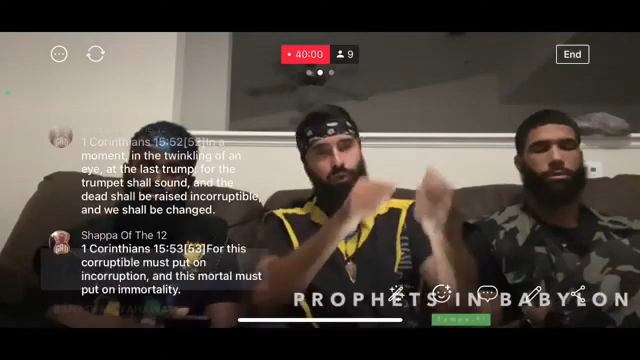 40:00
9
End
1 Corinthians 15:52[52]In a
moment, in the twinkling of an
eye, at the last trump: for the
trumpet shall sound, and the
dead shall be raised incorruptible,
and we shall be changed.
Shappa Of The 12
1 Corinthians 15:53[53]For this
corruptible must put on
incorruption, and this mortal must
put on immortality.
PROPHETS IN BABYLON